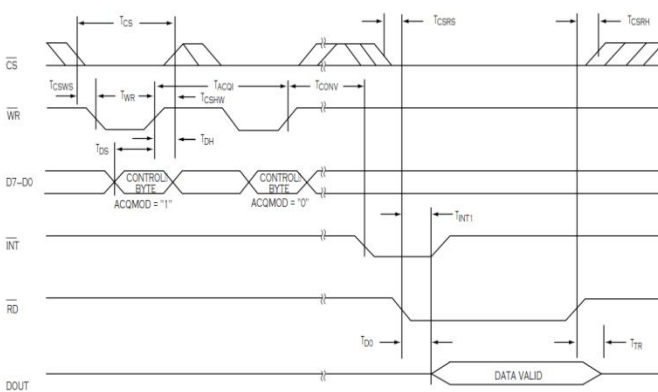 TCS
TCSRS
TCSRH
CS
TCSWS
TWR
TACQI
TCSHW
TCONV
WR
TDS
TDH
D7–D0
CONTROL
BYTE
CONTROL
BYTE
ACQMOD = "1"
ACQMOD = "0"
TINT1
INT
RD
TD0
TTR
DOUT
DATA VALID